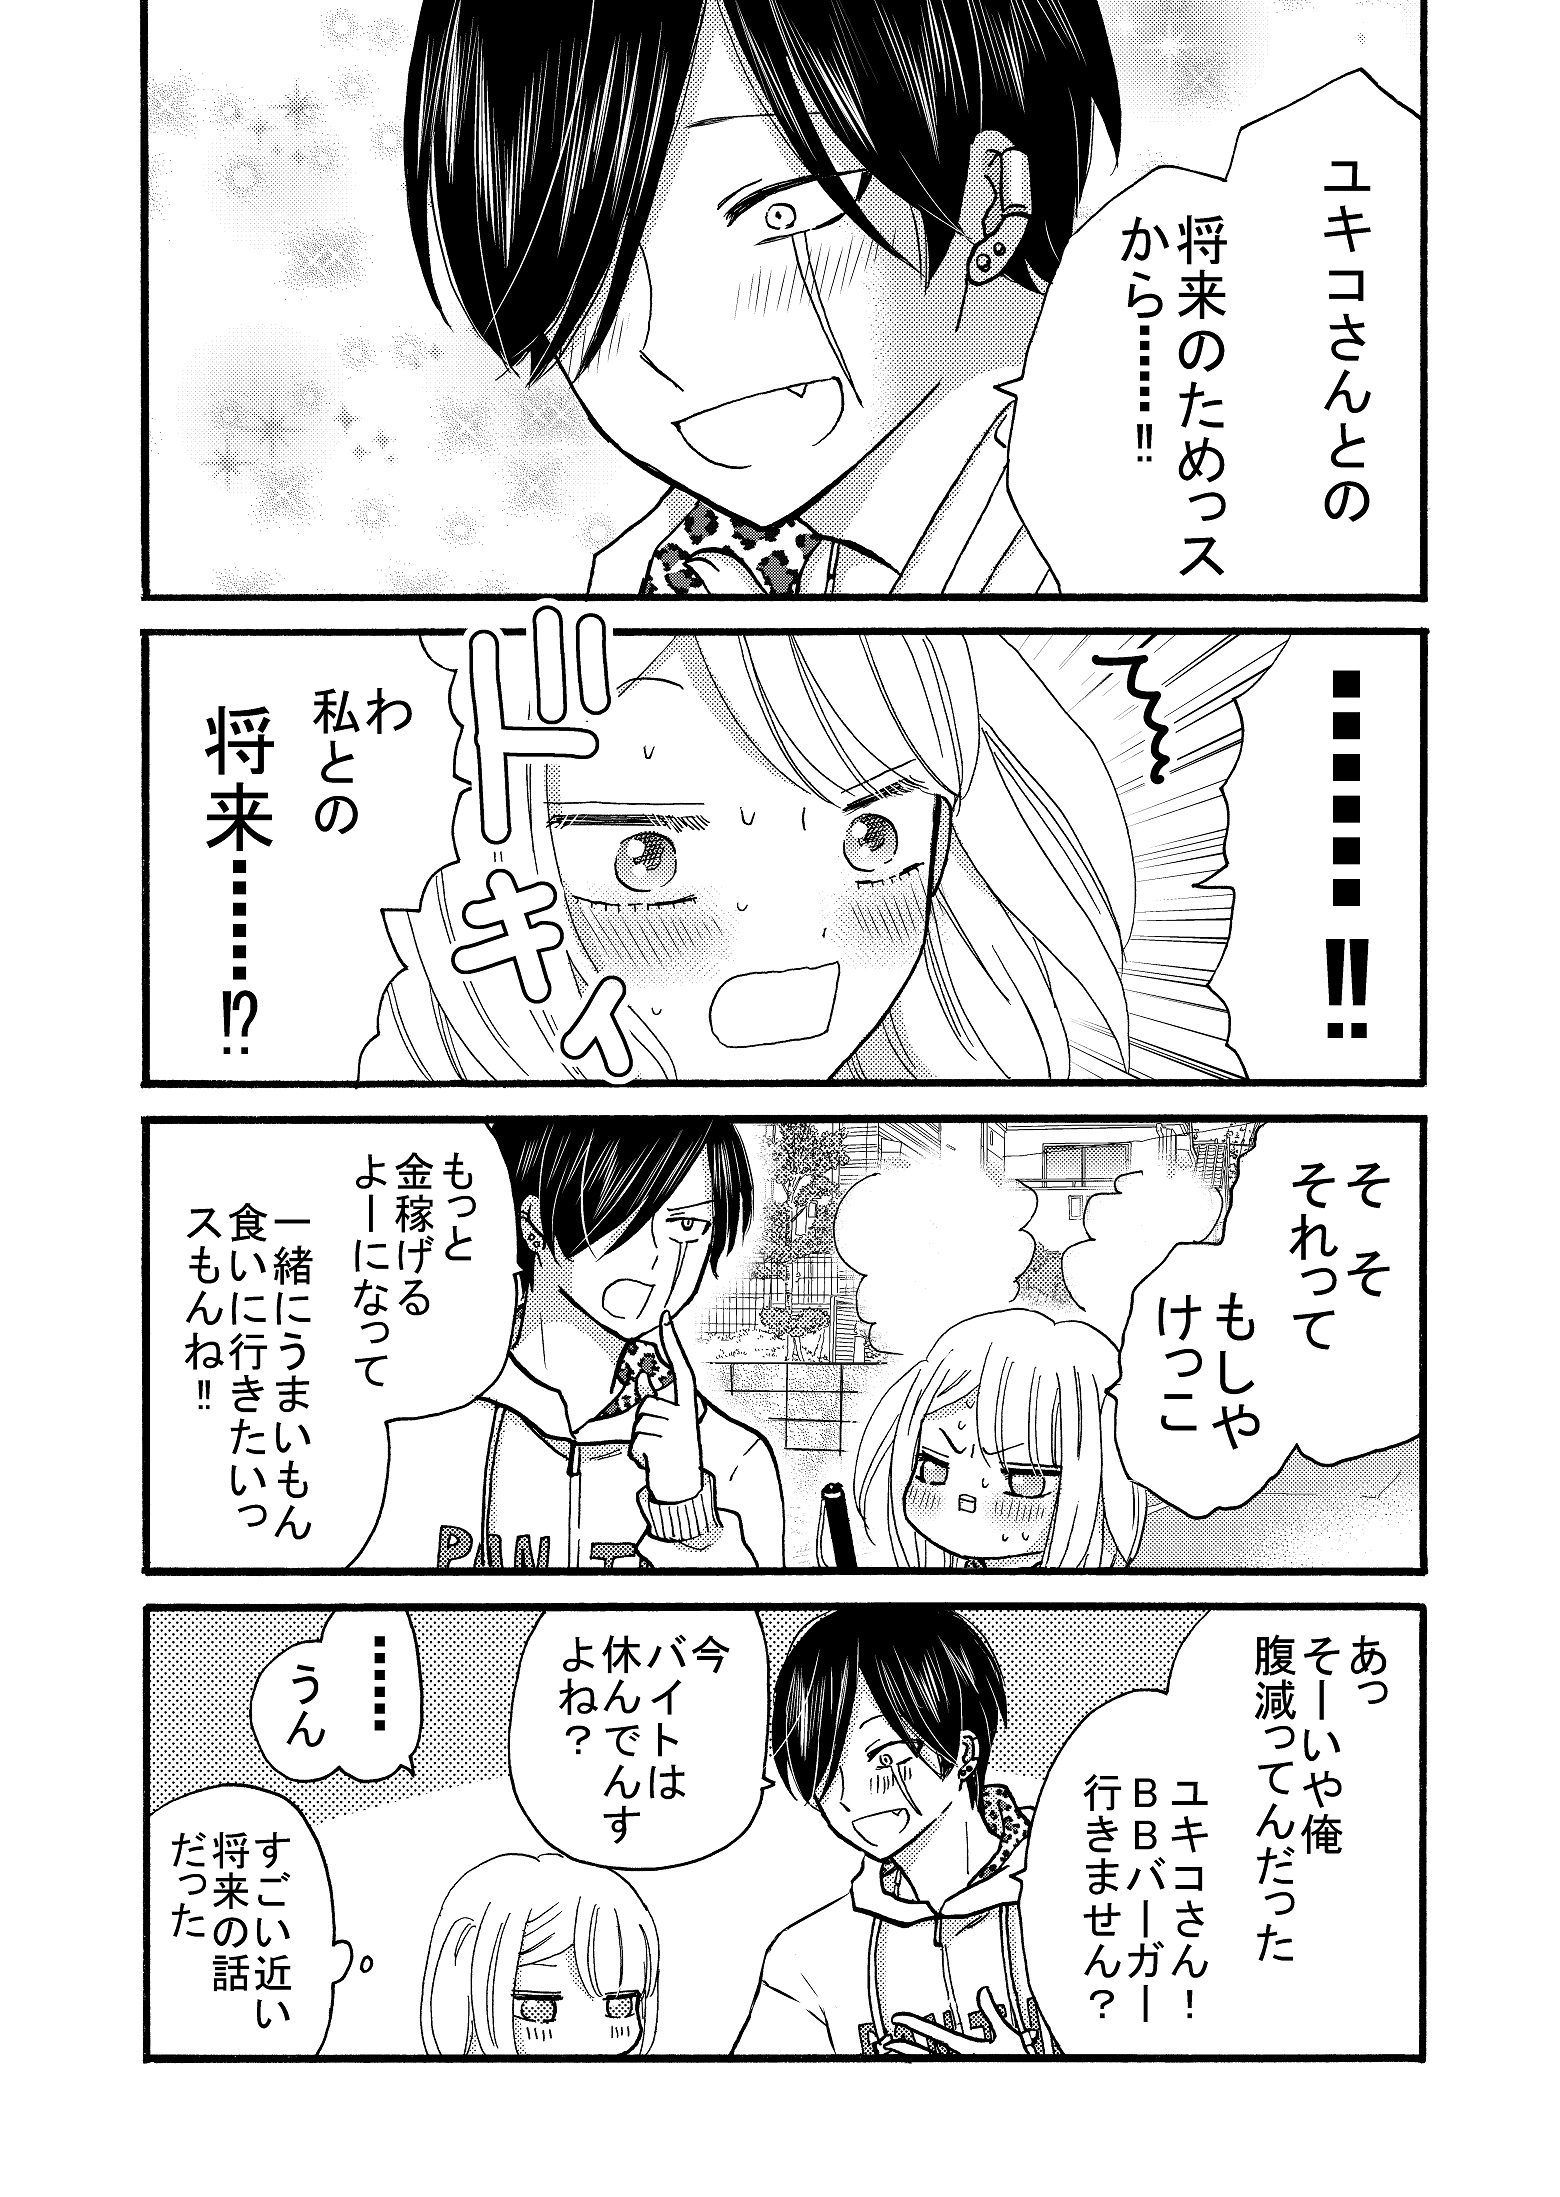 ユキコさんとの
将来のためっス
から……!!
……!!
てーっ
ドドキィ
わ
私との
将来……!?
そ そ
それって
もしや
けっこ
もっと
金稼げる
よーになって
一緒にうまいもん
食いに行きたいっ
スもんね!!
あっ
そーいや俺
腹減ってんだった
ユキコさん！
ＢＢバーガー
行きません？
今
バイトは
休んでんす
よね？
……
うん
すごい近い
将来の話
だった